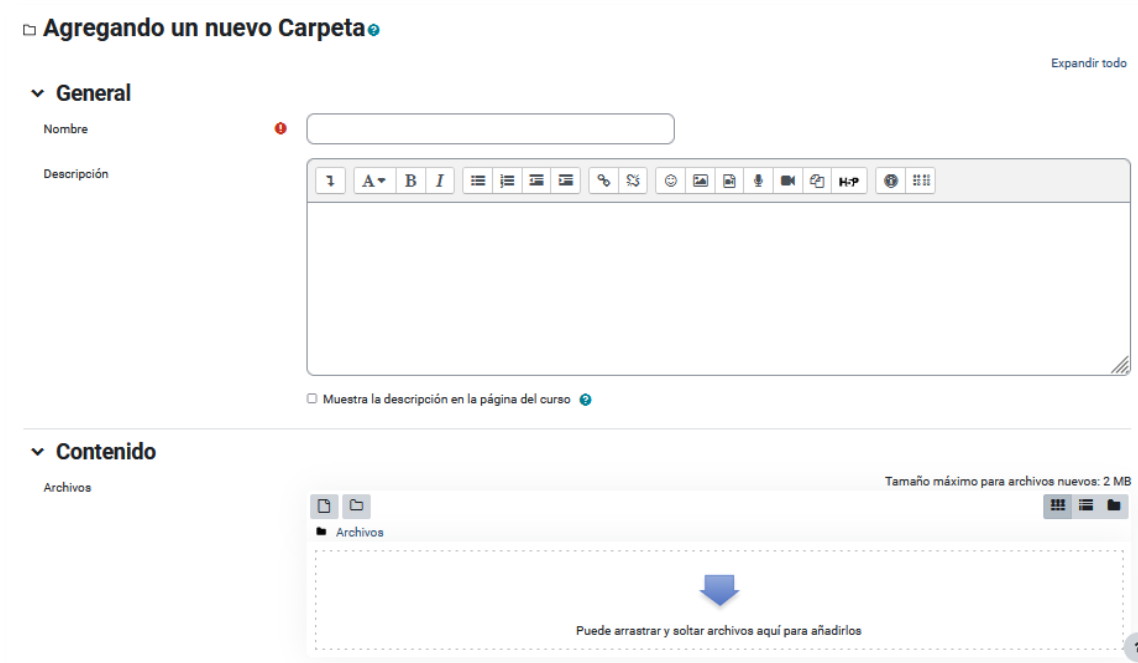 Agregando un nuevo Carpeta
Expandir todo
General
Nombre
Descripción
A B I H5P
Muestra la descripción en la página del curso
Contenido
Archivos
Tamaño máximo para archivos nuevos: 2 MB
Archivos
Puede arrastrar y soltar archivos aquí para añadirlos